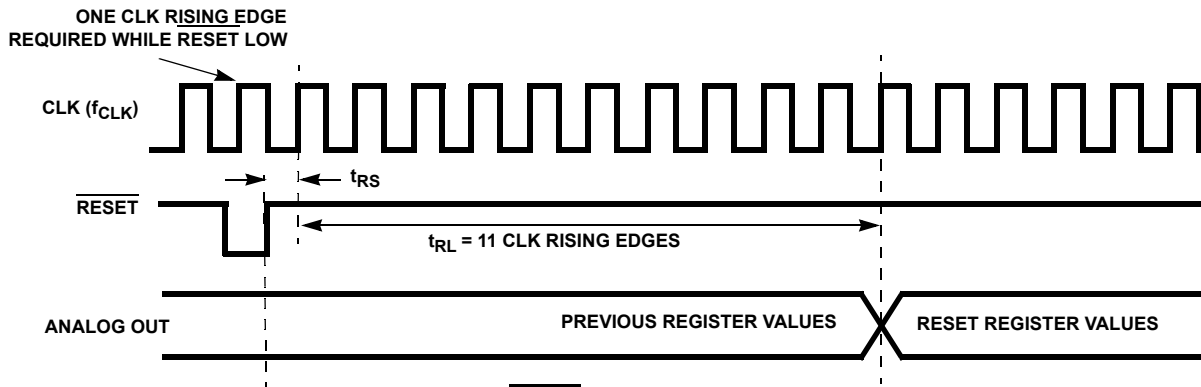 ONE CLK RISING EDGE
REQUIRED WHILE RESET LOW
CLK (fCLK)
tRS
RESET
tRL = 11 CLK RISING EDGES
ANALOG OUT
PREVIOUS REGISTER VALUES
RESET REGISTER VALUES